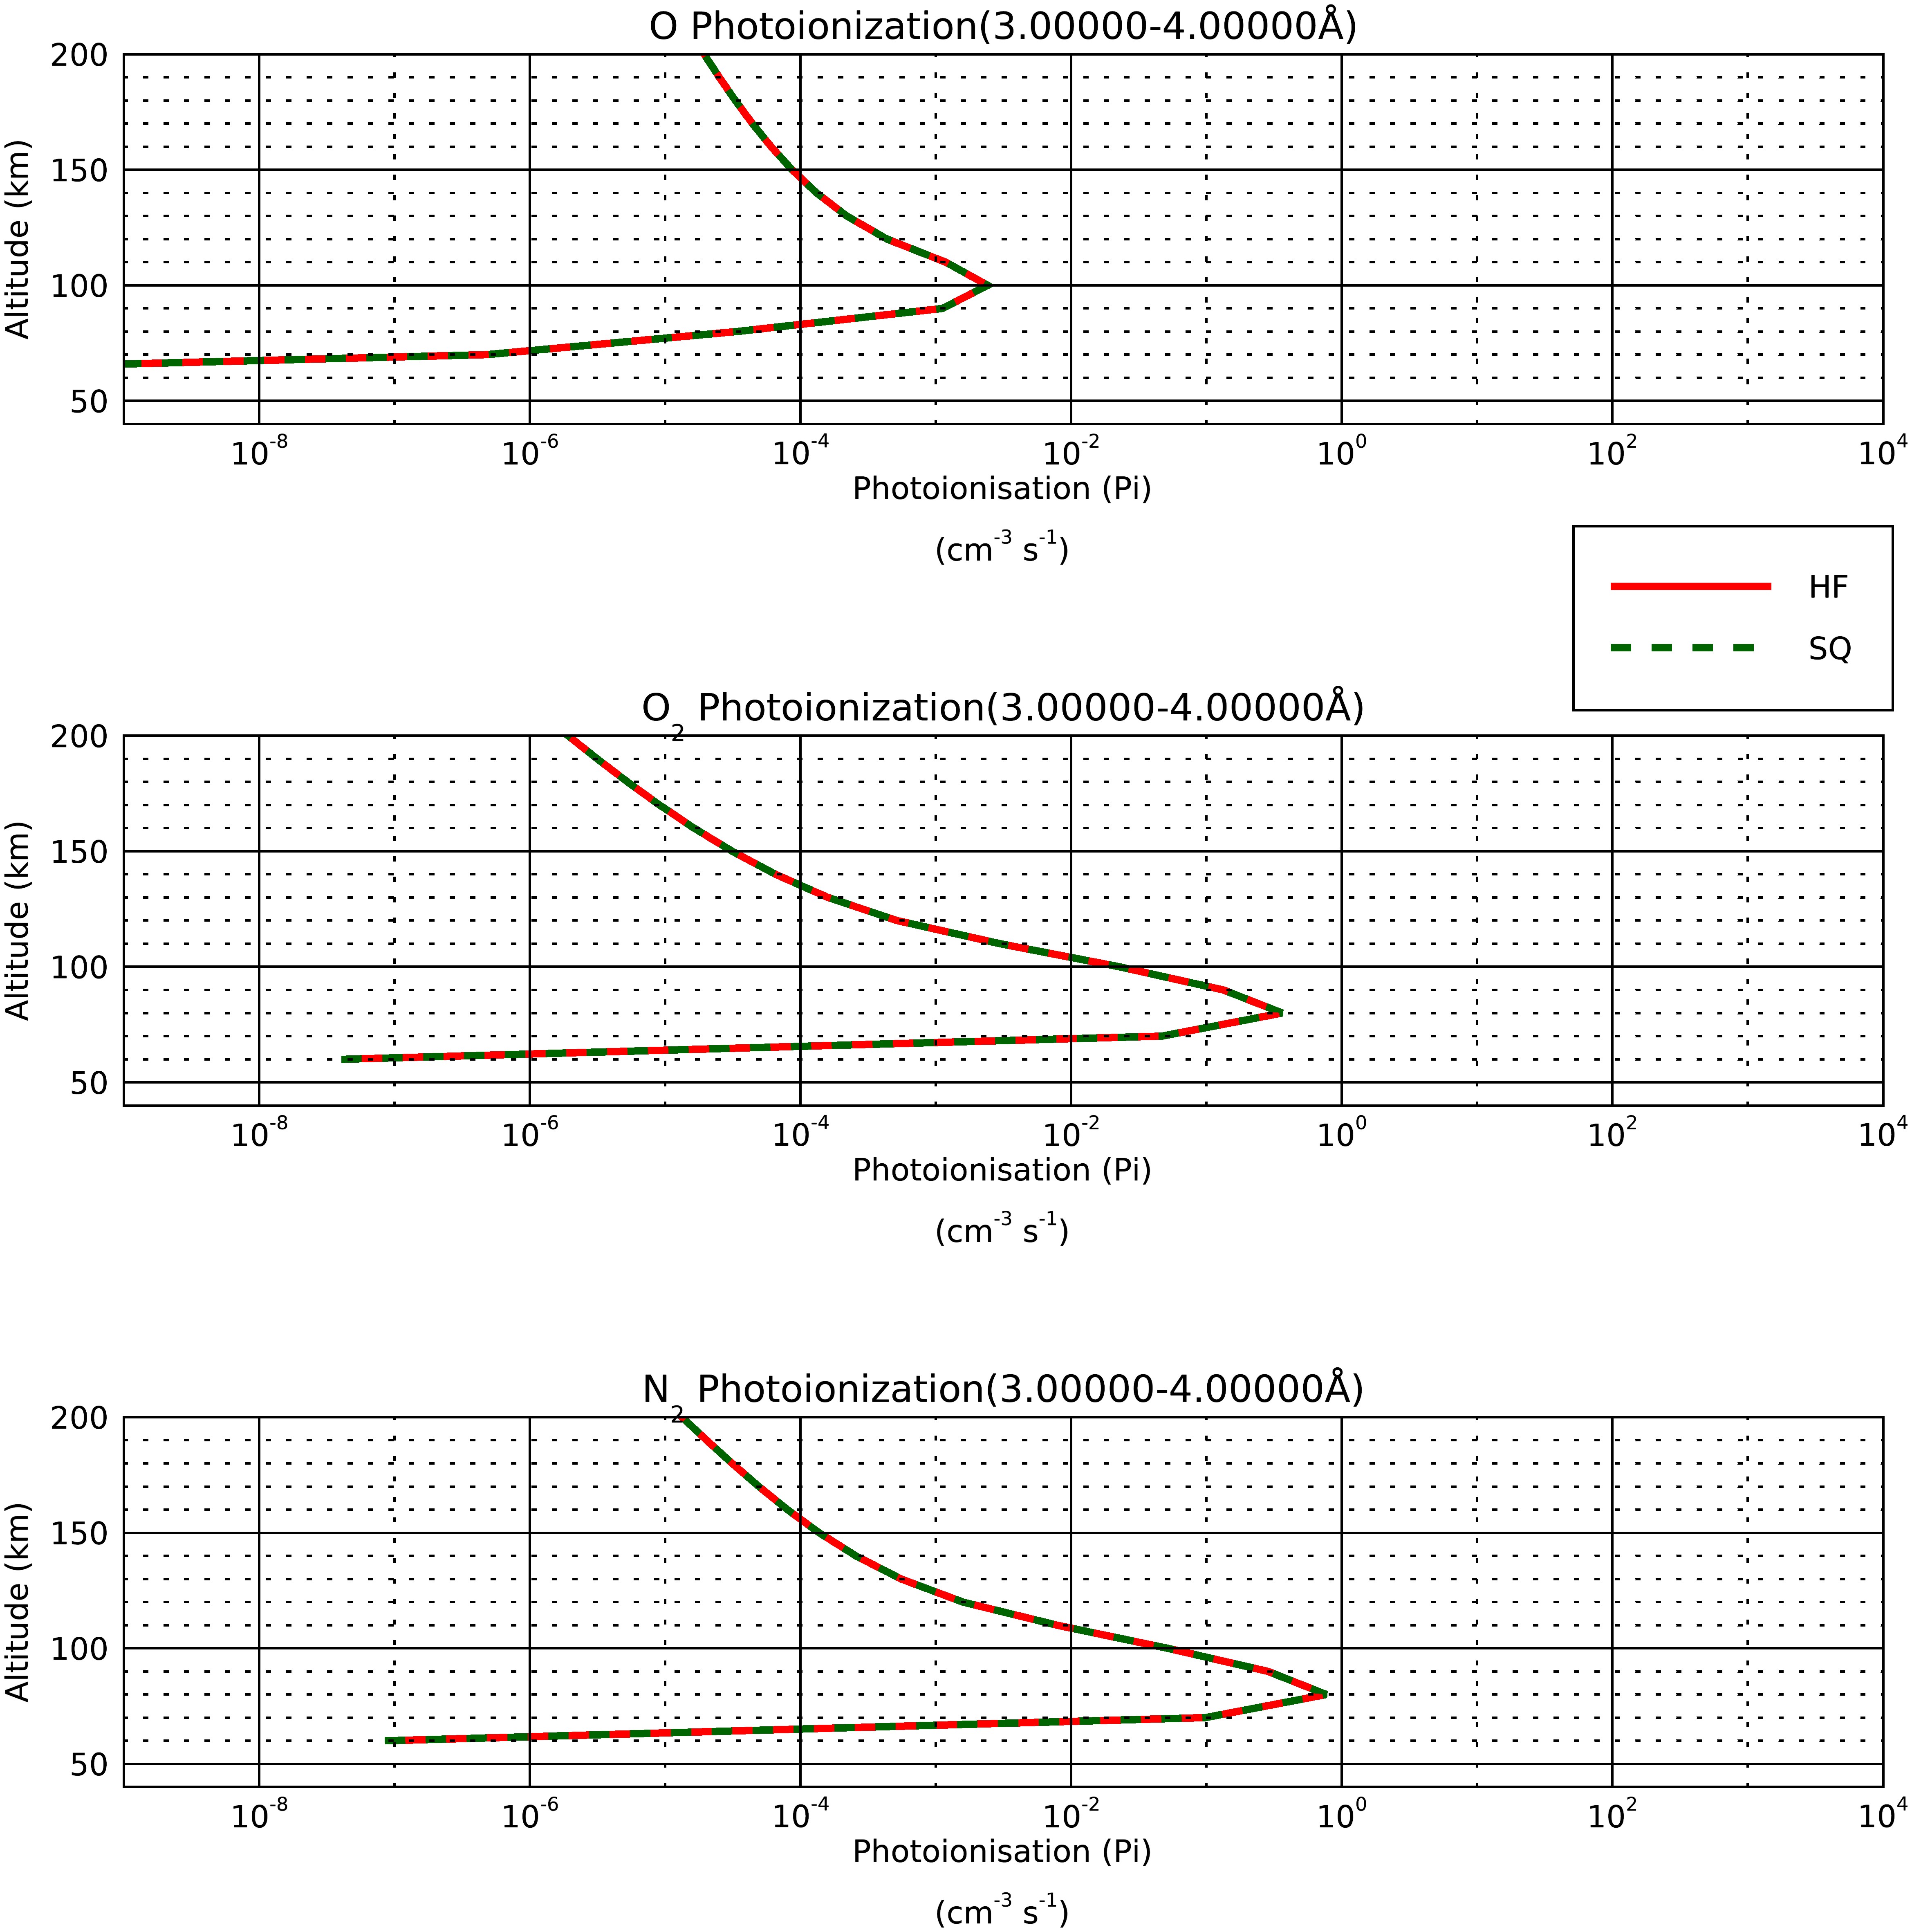 O Photoionization(3.00000-4.00000Å)
200
150
100
50
Altitude (km)
10⁻⁸ 10⁻⁶ 10⁻⁴ 10⁻² 10⁰ 10² 10⁴
Photoionisation (Pi)
(cm⁻³ s⁻¹)
HF
SQ
O₂ Photoionization(3.00000-4.00000Å)
200
150
100
50
Altitude (km)
10⁻⁸ 10⁻⁶ 10⁻⁴ 10⁻² 10⁰ 10² 10⁴
Photoionisation (Pi)
(cm⁻³ s⁻¹)
N₂ Photoionization(3.00000-4.00000Å)
200
150
100
50
Altitude (km)
10⁻⁸ 10⁻⁶ 10⁻⁴ 10⁻² 10⁰ 10² 10⁴
Photoionisation (Pi)
(cm⁻³ s⁻¹)